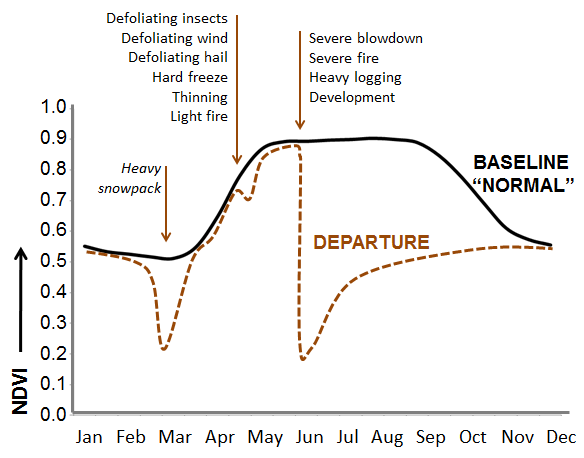 Defoliating insects
Defoliating wind
Defoliating hail
Hard freeze
Thinning
Light fire
Severe blowdown
Severe fire
Heavy logging
Development
Heavy
snowpack
BASELINE
“NORMAL”
DEPARTURE
NDVI
1.0
0.9
0.8
0.7
0.6
0.5
0.4
0.3
0.2
0.1
0.0
Jan Feb Mar Apr May Jun Jul Aug Sep Oct Nov Dec